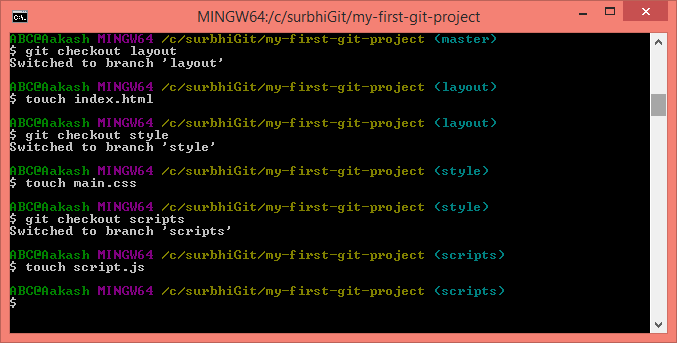 MINGW64:/c/surbhiGit/my-first-git-project
ABC@Aakash MINGW64 /c/surbhiGit/my-first-git-project (master)
$ git checkout layout
Switched to branch 'layout'
ABC@Aakash MINGW64 /c/surbhiGit/my-first-git-project (layout)
$ touch index.html
ABC@Aakash MINGW64 /c/surbhiGit/my-first-git-project (layout)
$ git checkout style
Switched to branch 'style'
ABC@Aakash MINGW64 /c/surbhiGit/my-first-git-project (style)
$ touch main.css
ABC@Aakash MINGW64 /c/surbhiGit/my-first-git-project (style)
$ git checkout scripts
Switched to branch 'scripts'
ABC@Aakash MINGW64 /c/surbhiGit/my-first-git-project (scripts)
$ touch script.js
ABC@Aakash MINGW64 /c/surbhiGit/my-first-git-project (scripts)
$